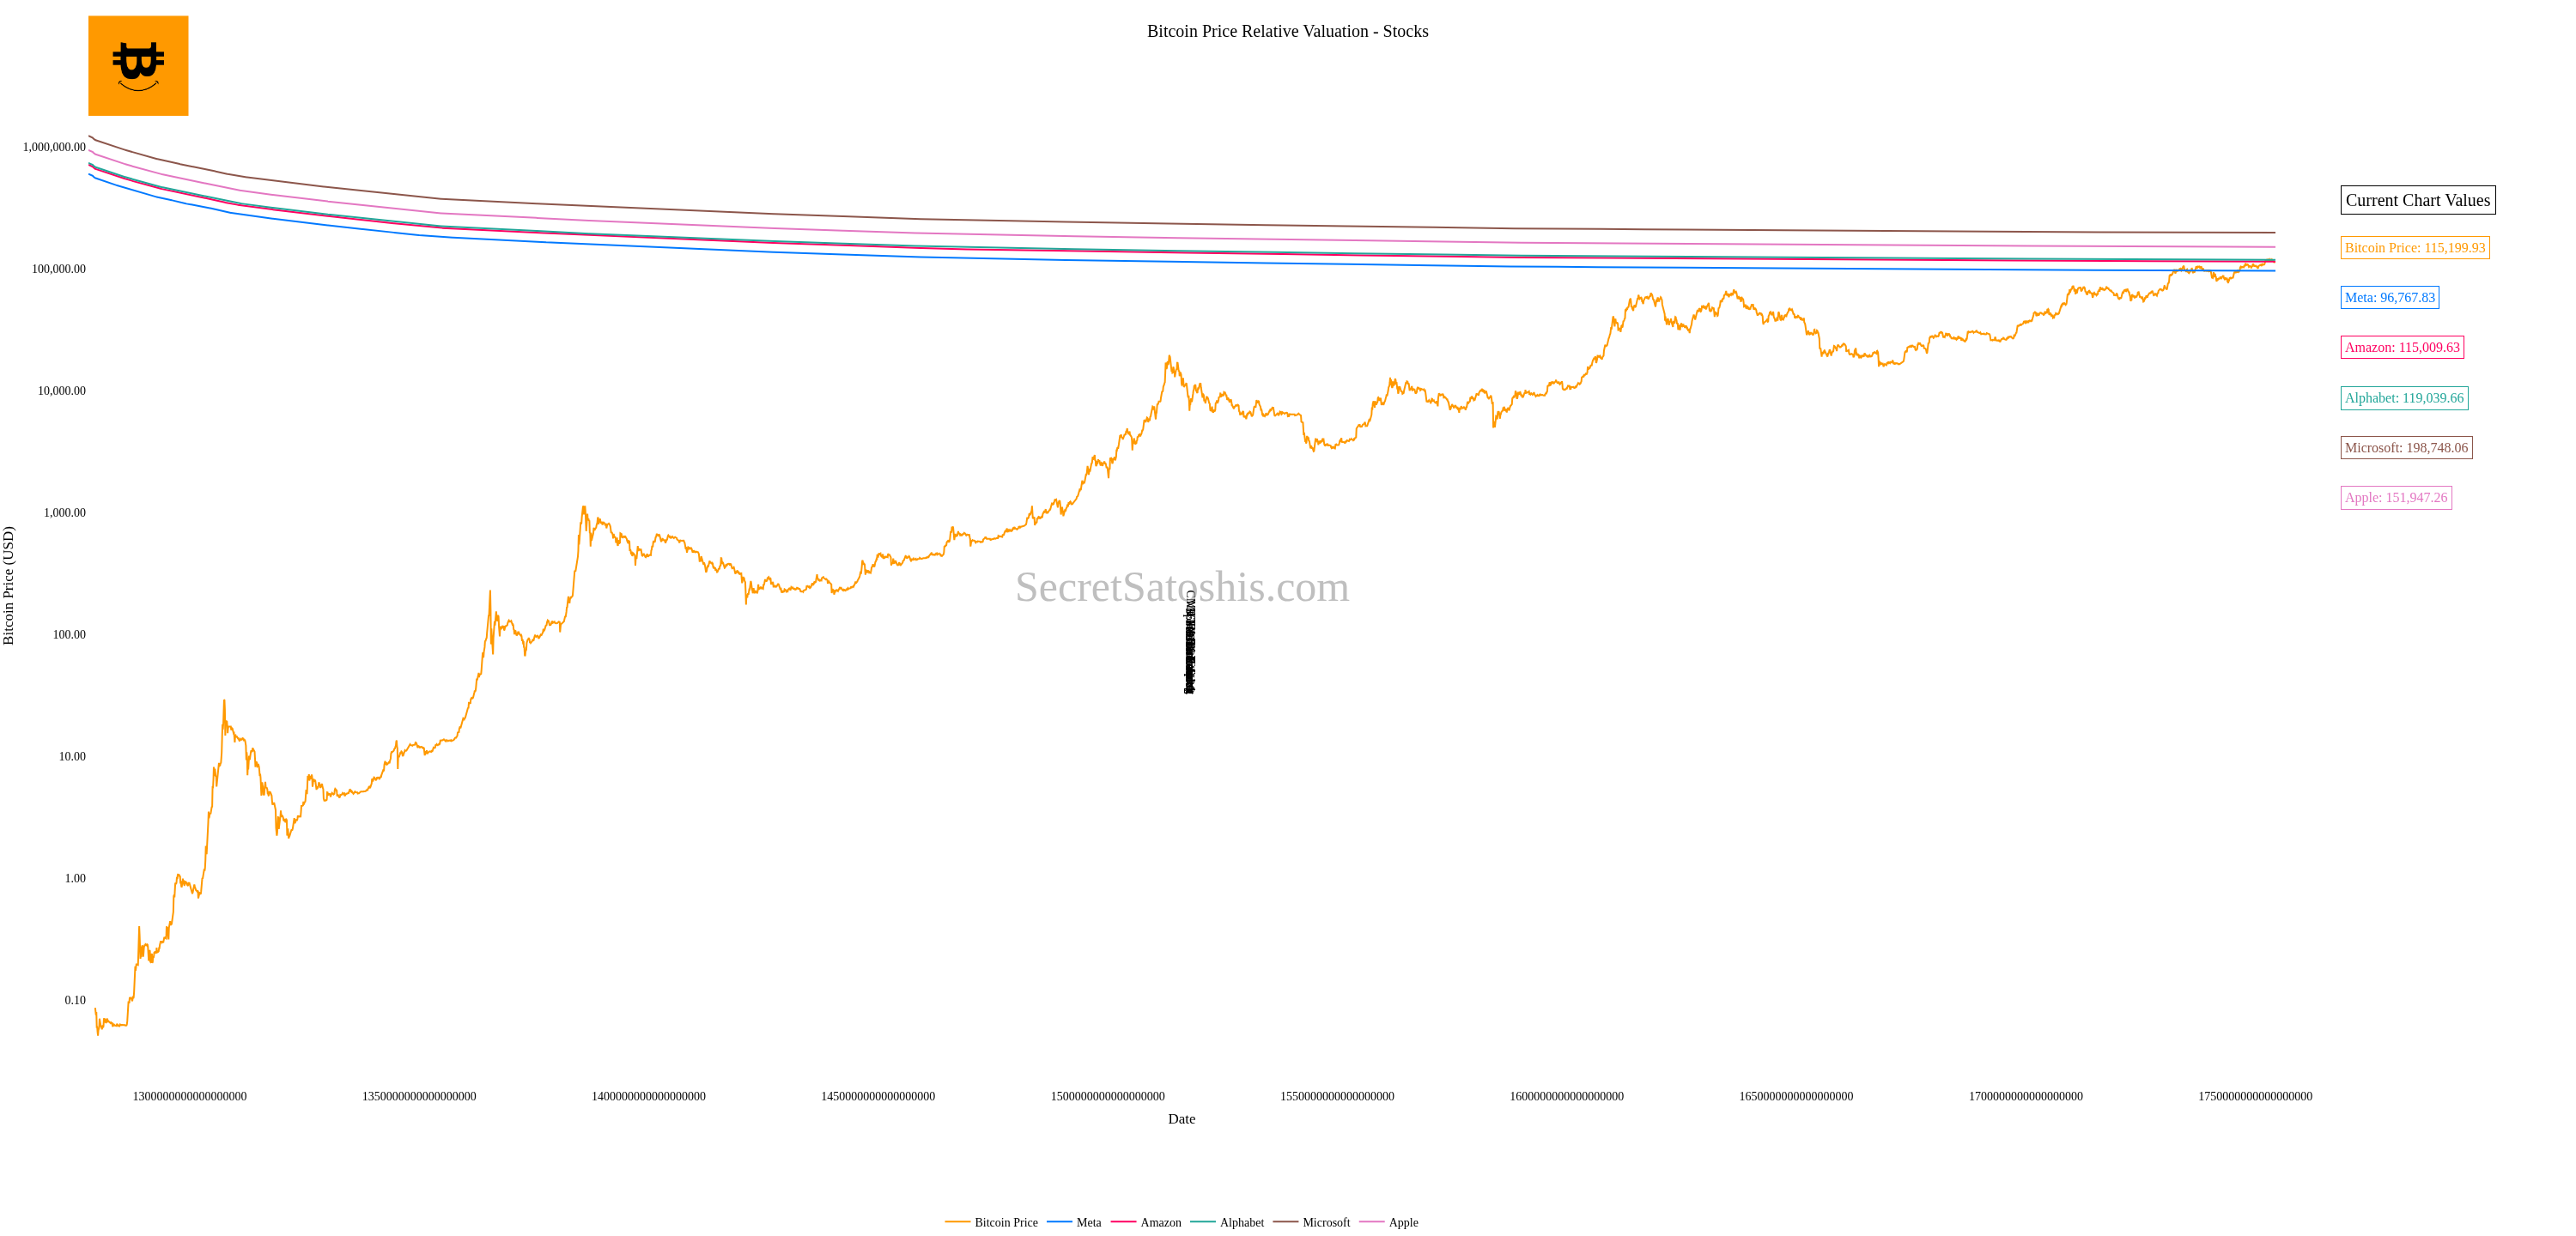 Bitcoin Price Relative Valuation - Stocks
1,000,000.00
100,000.00
10,000.00
1,000.00
100.00
10.00
1.00
0.10
Bitcoin Price (USD)
Current Chart Values
Bitcoin Price: 115,199.93
Meta: 96,767.83
Amazon: 115,009.63
Alphabet: 119,039.66
Microsoft: 198,748.06
Apple: 151,947.26
SecretSatoshis.com
1300000000000000000 1350000000000000000 1400000000000000000 1450000000000000000 1500000000000000000 1550000000000000000 1600000000000000000 1650000000000000000 1700000000000000000 1750000000000000000
Date
Bitcoin Price Meta Amazon Alphabet Microsoft Apple